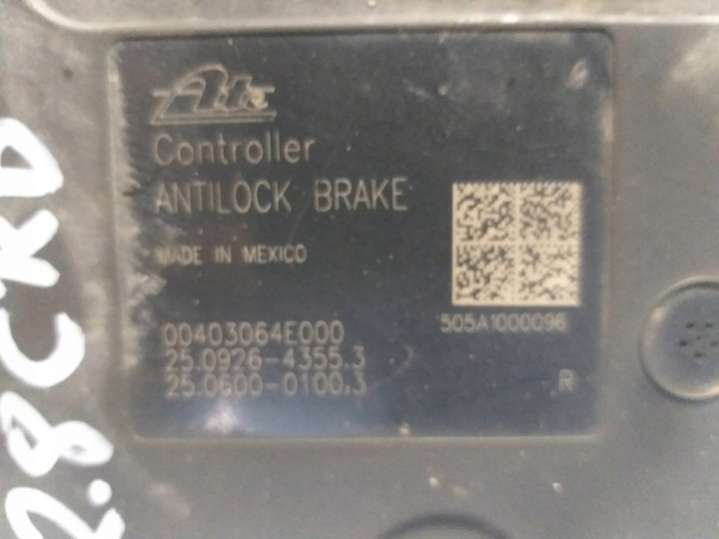 Ate
Controller
ANTILOCK BRAKE
MADE IN MEXICO
505A1000096
00403064E000
25.0926-4355.3
25.0600-0100.3
R
2.8CRD